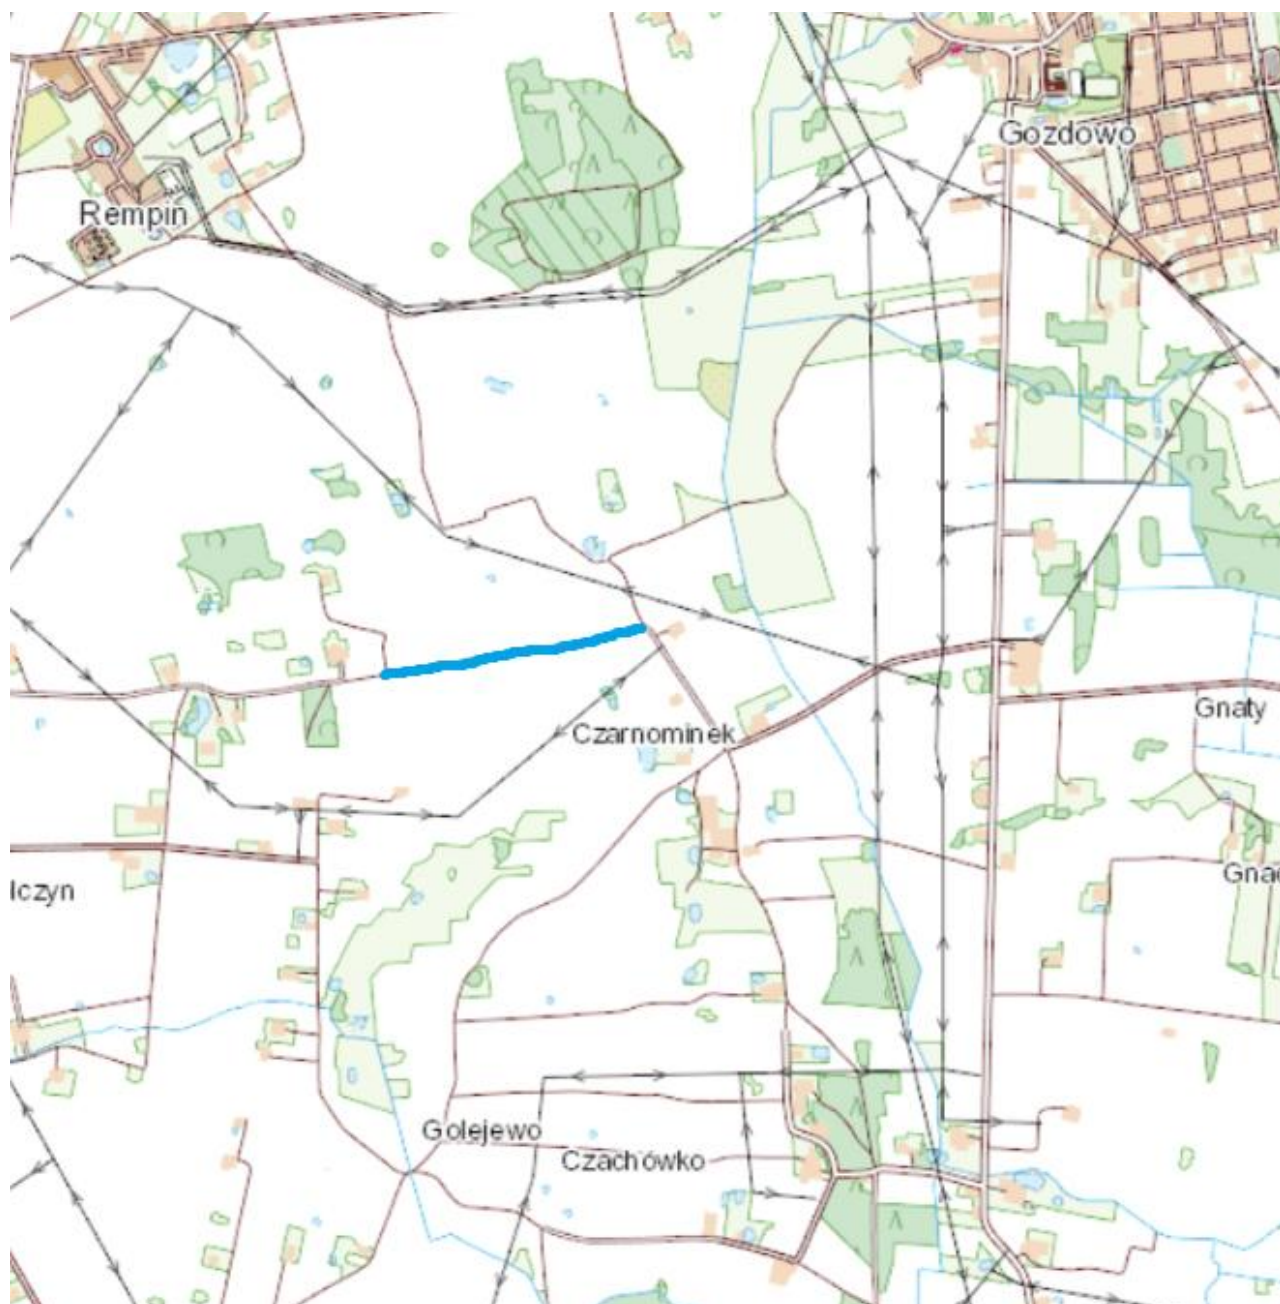 Gozdowo
Rempin
Gnaty
Czarnominek
lczyn
Gnac
Golejewo
Czachówko